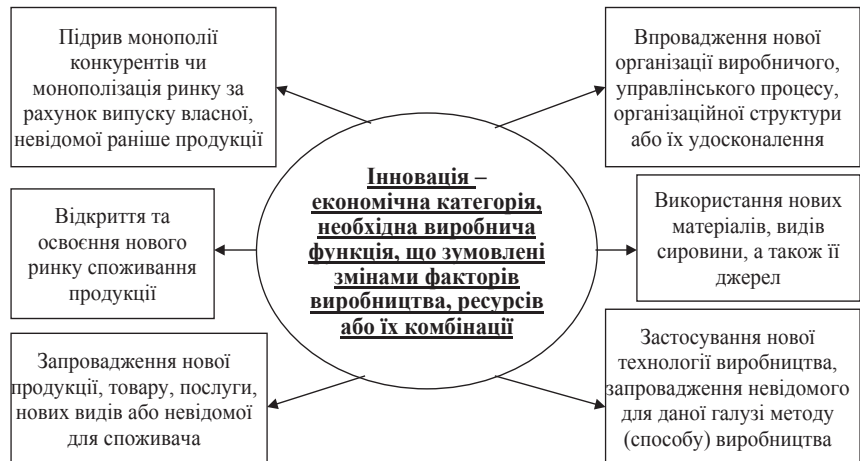 Підрив монополії
конкурентів чи
монополізація ринку за
рахунок випуску власної,
невідомої раніше продукції
Відкриття та
освоєння нового
ринку споживання
продукції
Запровадження нової
продукції, товару, послуги,
нових видів або невідомої
для споживача
Інновація –
економічна категорія,
необхідна виробнича
функція, що зумовлені
змінами факторів
виробництва, ресурсів
або їх комбінації
Впровадження нової
організації виробничого,
управлінського процесу,
організаційної структури
або їх удосконалення
Використання нових
матеріалів, видів
сировини, а також її
джерел
Застосування нової
технології виробництва,
запровадження невідомого
для даної галузі методу
(способу) виробництва